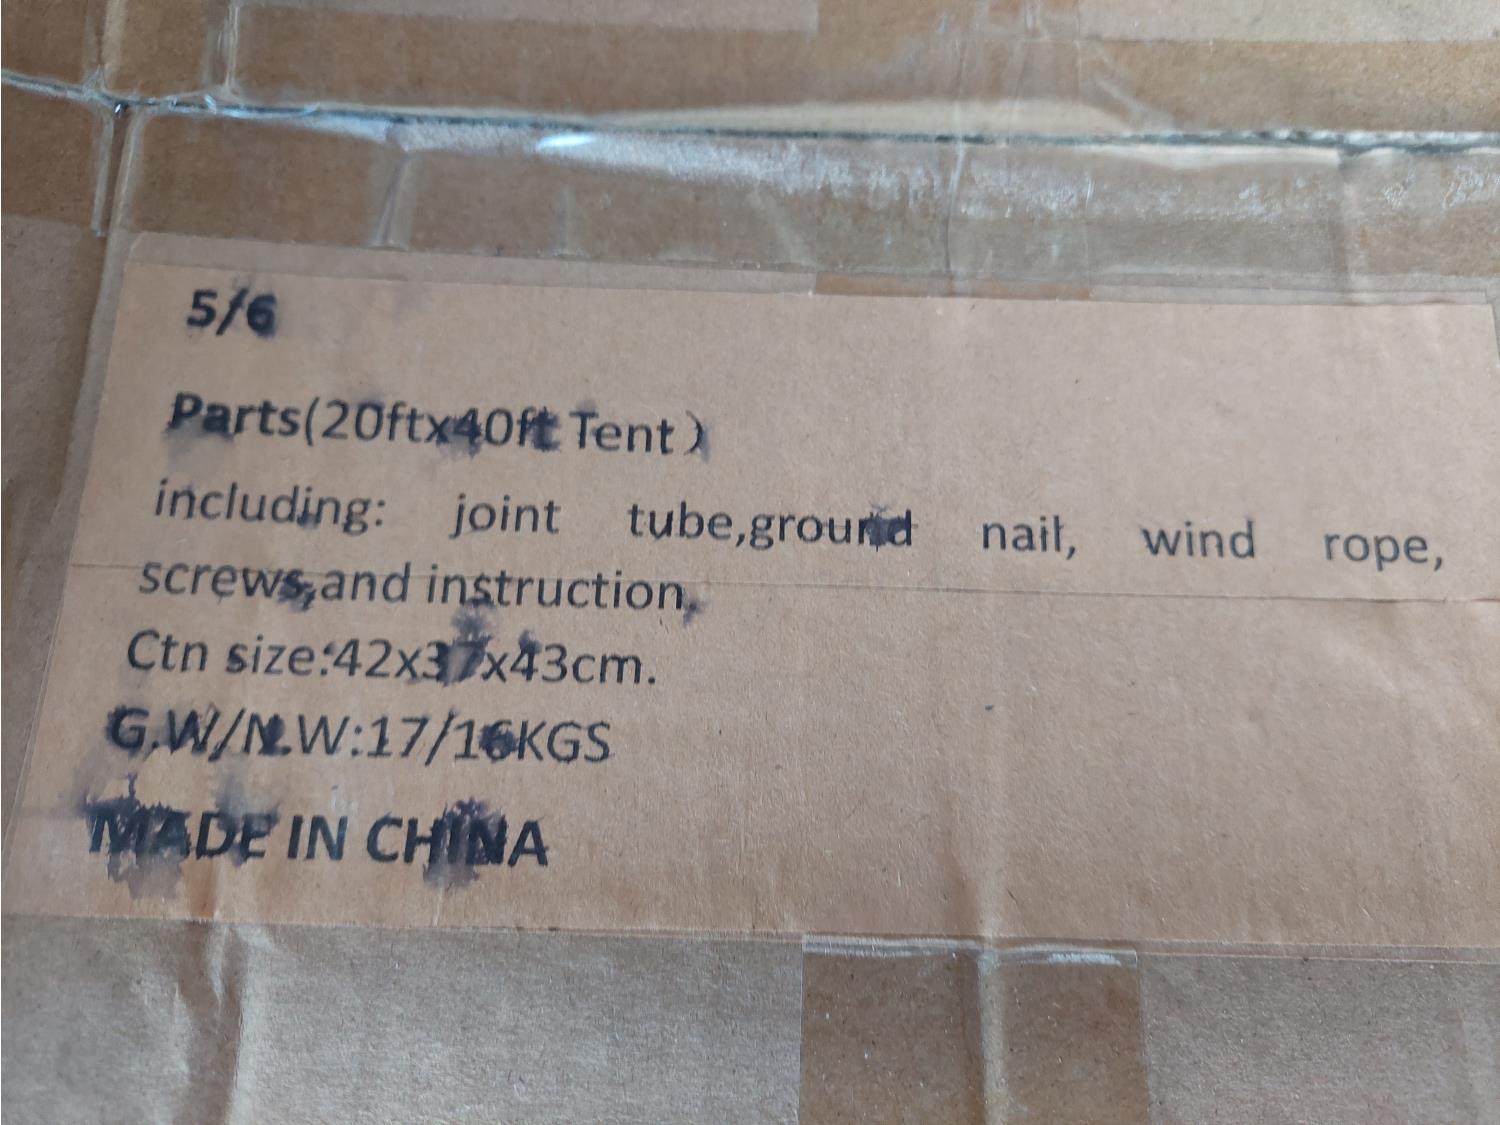 5/6
Parts(20ftx40ft Tent)
including: joint tube,ground nail, wind rope,
screws,and instruction,
Ctn size:42x37x43cm.
G.W/N.W:17/16KGS
MADE IN CHINA